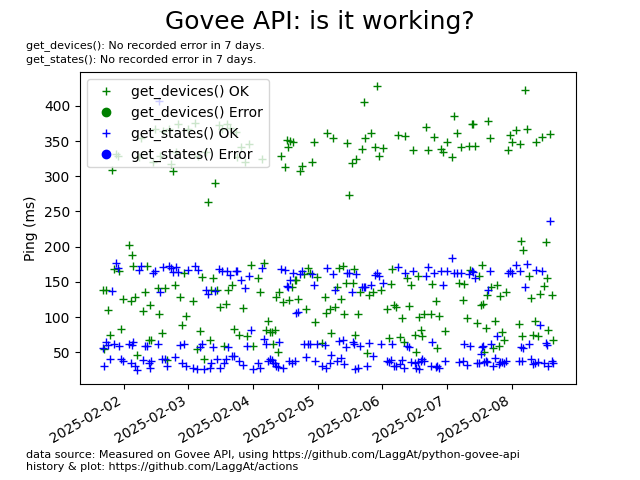 Govee API: is it working?
get_devices(): No recorded error in 7 days.
get_states(): No recorded error in 7 days.
get_devices() OK
get_devices() Error
get_states() OK
get_states() Error
Ping (ms)
400
350
300
250
200
150
100
50
2025-02-02
2025-02-03
2025-02-04
2025-02-05
2025-02-06
2025-02-07
2025-02-08
data source: Measured on Govee API, using https://github.com/LaggAt/python-govee-api
history & plot: https://github.com/LaggAt/actions